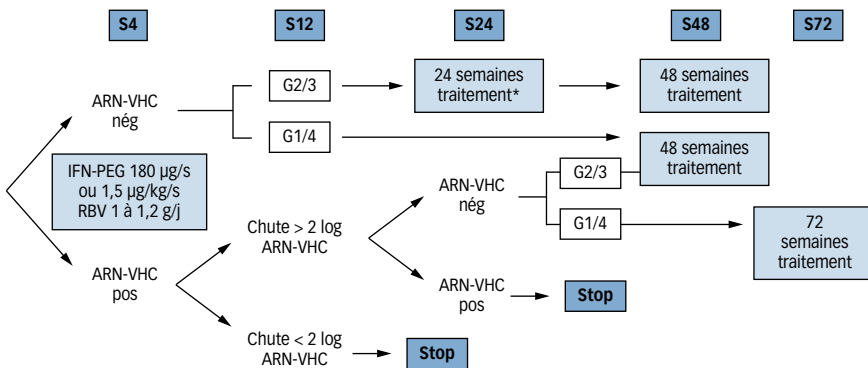 S4
S12
S24
S48
S72
ARN-VHC
nég
G2/3
24 semaines
traitement*
48 semaines
traitement
G1/4
48 semaines
traitement
IFN-PEG 180 µg/s
ou 1,5 µg/kg/s
RBV 1 à 1,2 g/j
ARN-VHC
nég
G2/3
G1/4
72
semaines
traitement
Chute > 2 log
ARN-VHC
ARN-VHC
pos
ARN-VHC
pos
Stop
Chute < 2 log
ARN-VHC
Stop